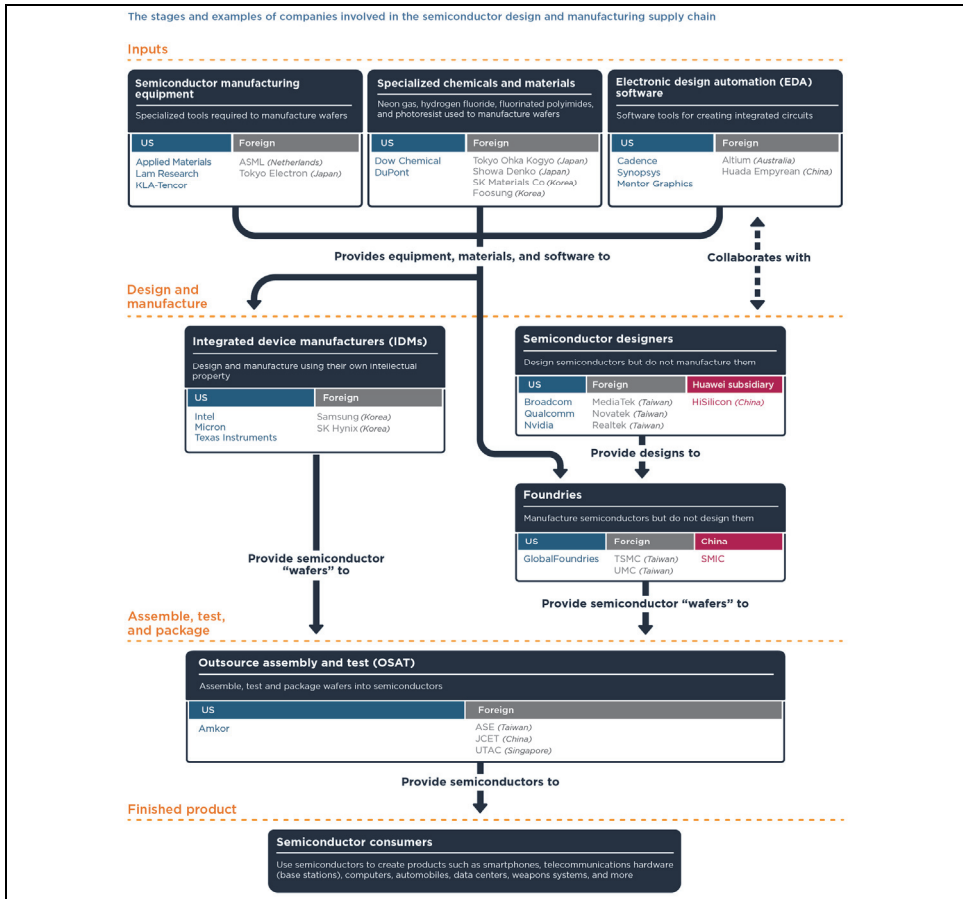 The stages and examples of companies involved in the semiconductor design and manufacturing supply chain
Inputs
Semiconductor manufacturing
equipment
Specialized tools required to manufacture wafers
US
Foreign
Applied Materials
Lam Research
KLA-Tencor
ASML (Netherlands)
Tokyo Electron (Japan)
Specialized chemicals and materials
Neon gas, hydrogen fluoride, fluorinated polyimides,
and photoresist used to manufacture wafers
US
Foreign
Dow Chemical
DuPont
Tokyo Ohka Kogyo (Japan)
Showa Denko (Japan)
SK Materials Co (Korea)
Foosung (Korea)
Electronic design automation (EDA)
software
Software tools for creating integrated circuits
US
Foreign
Cadence
Synopsys
Mentor Graphics
Altium (Australia)
Huada Empyrean (China)
Provides equipment, materials, and software to
Collaborates with
Design and
manufacture
Integrated device manufacturers (IDMs)
Design and manufacture using their own intellectual
property
US
Foreign
Intel
Micron
Texas Instruments
Samsung (Korea)
SK Hynix (Korea)
Semiconductor designers
Design semiconductors but do not manufacture them
US
Foreign
Huawei subsidiary
Broadcom
Qualcomm
Nvidia
MediaTek (Taiwan)
Novatek (Taiwan)
Realtek (Taiwan)
HiSilicon (China)
Provide designs to
Foundries
Manufacture semiconductors but do not design them
US
Foreign
China
GlobalFoundries
TSMC (Taiwan)
UMC (Taiwan)
SMIC
Provide semiconductor
“wafers” to
Provide semiconductor “wafers” to
Assemble, test,
and package
Outsource assembly and test (OSAT)
Assemble, test and package wafers into semiconductors
US
Foreign
Amkor
ASE (Taiwan)
JCET (China)
UTAC (Singapore)
Provide semiconductors to
Finished product
Semiconductor consumers
Use semiconductors to create products such as smartphones, telecommunications hardware
(base stations), computers, automobiles, data centers, weapons systems, and more